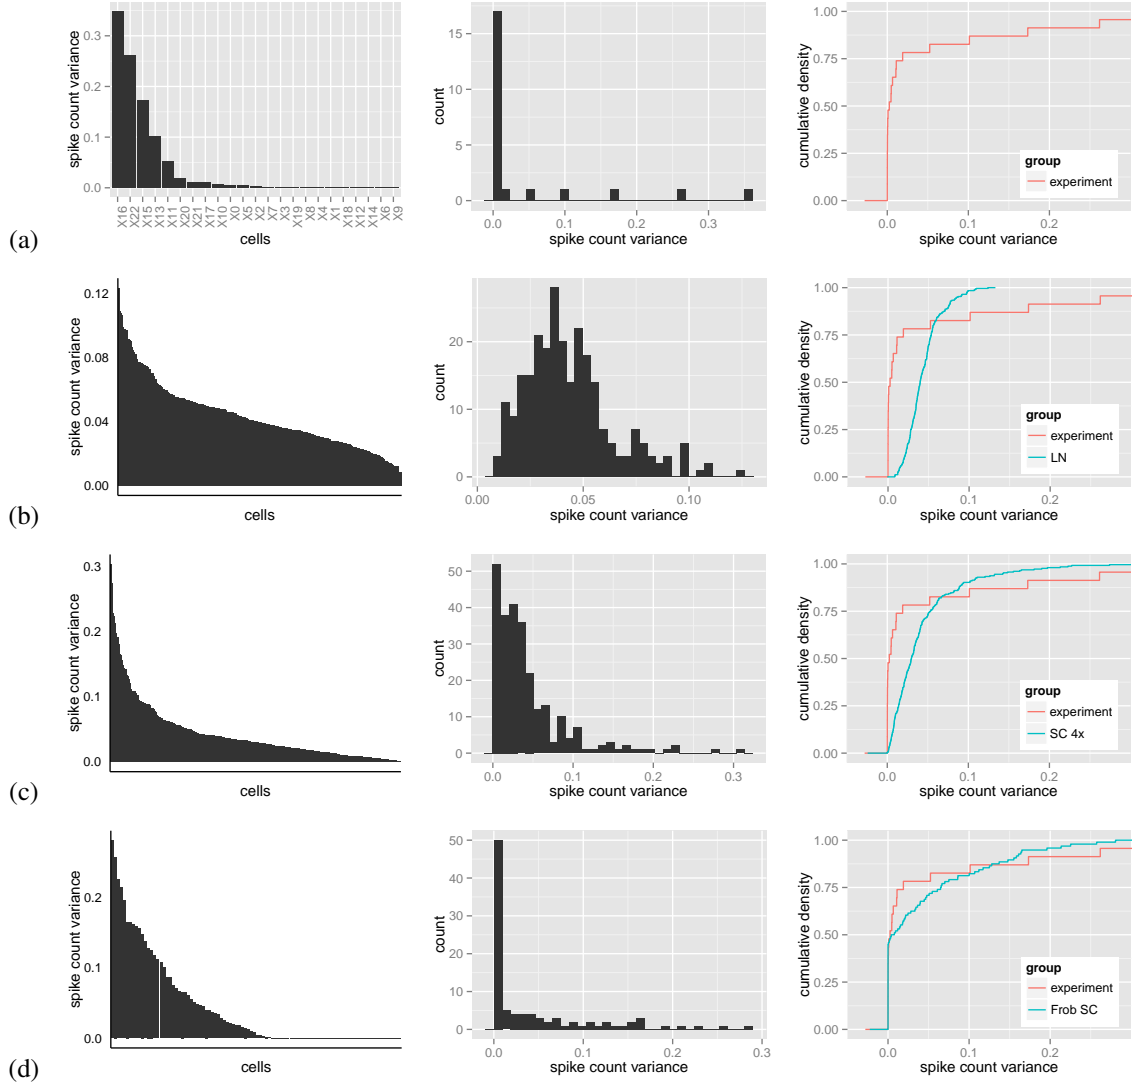 spike count variance
0.3
0.2
0.1
0.0
X16
X22
X15
X13
X11
X20
X21
X17
X10
X0
X5
X2
X7
X3
X19
X8
X4
X1
X18
X12
X14
X6
X9
cells
count
15
10
5
0
0.0
0.1
0.2
0.3
spike count variance
cumulative density
1.00
0.75
0.50
0.25
0.00
0.0
0.2
spike count variance
group
experiment
(a)
spike count variance
0.12
0.08
0.04
0.00
cells
count
20
10
0
0.00
0.05
0.10
spike count variance
cumulative density
1.00
0.75
0.50
0.25
0.00
0.0
0.1
0.2
spike count variance
group
experiment
LN
(b)
spike count variance
0.3
0.2
0.1
0.0
cells
count
50
40
30
20
10
0
0.0
0.1
0.2
0.3
spike count variance
cumulative density
1.00
0.75
0.50
0.25
0.00
0.0
0.1
0.2
spike count variance
group
experiment
SC 4x
(c)
spike count variance
0.2
0.1
0.0
cells
count
50
40
30
20
10
0
0.0
0.1
0.2
0.3
spike count variance
cumulative density
1.00
0.75
0.50
0.25
0.00
0.0
0.1
0.2
spike count variance
group
experiment
Frob SC
(d)